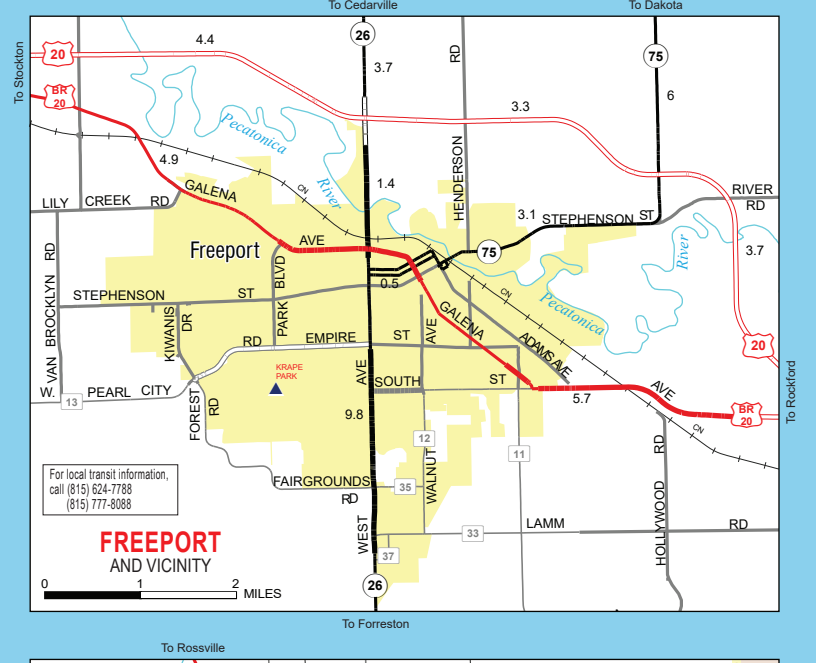 To Cedarville
To Dakota
To Stockton
26
RD
75
20
4.4
3.7
6
BR
20
3.3
Pecatonica
River
4.9
CN
1.4
HENDERSON
GALENA
LILY CREEK RD
3.1
STEPHENSON ST
RIVER
RD
AVE
Freeport
75
River
3.7
VAN BROCKLYN RD
BLVD
0.5
CN
Pecatonica
STEPHENSON ST
PARK
KIWANIS
DR
GALENA
AVE
ADAMS AVE
RD EMPIRE ST
20
KRAPE
PARK
AVE
SOUTH ST
AVE
W. PEARL CITY
13
FOREST
RD
5.7
BR
20
To Rockford
9.8
CN
12
11
RD
WALNUT
For local transit information,
call (815) 624-7788
(815) 777-8088
FAIRGROUNDS
RD
35
HOLLYWOOD
WEST
LAMM RD
33
37
FREEPORT
AND VICINITY
0 1 2
MILES
26
To Forreston
To Rossville